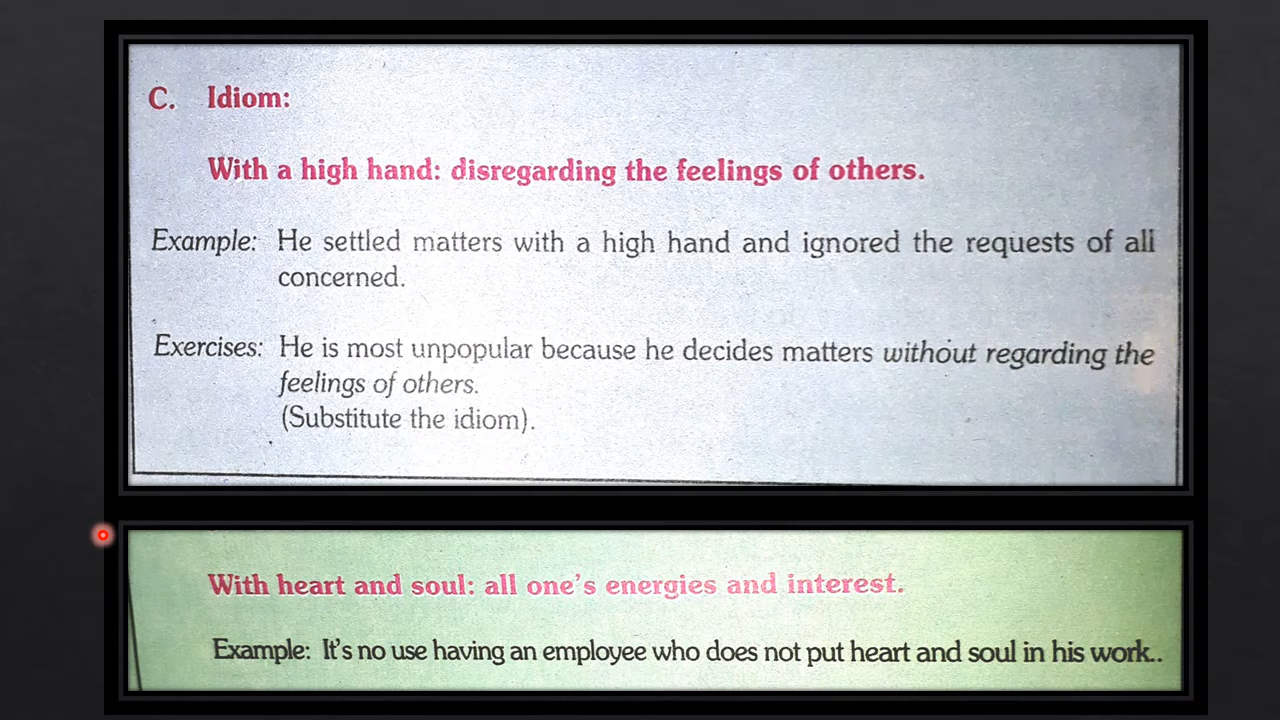 C. Idiom:
With a high hand: disregarding the feelings of others.
Example: He settled matters with a high hand and ignored the requests of all
concerned.
Exercises: He is most unpopular because he decides matters without regarding the
feelings of others.
(Substitute the idiom).
With heart and soul: all one's energies and interest.
Example: It's no use having an employee who does not put heart and soul in his work..